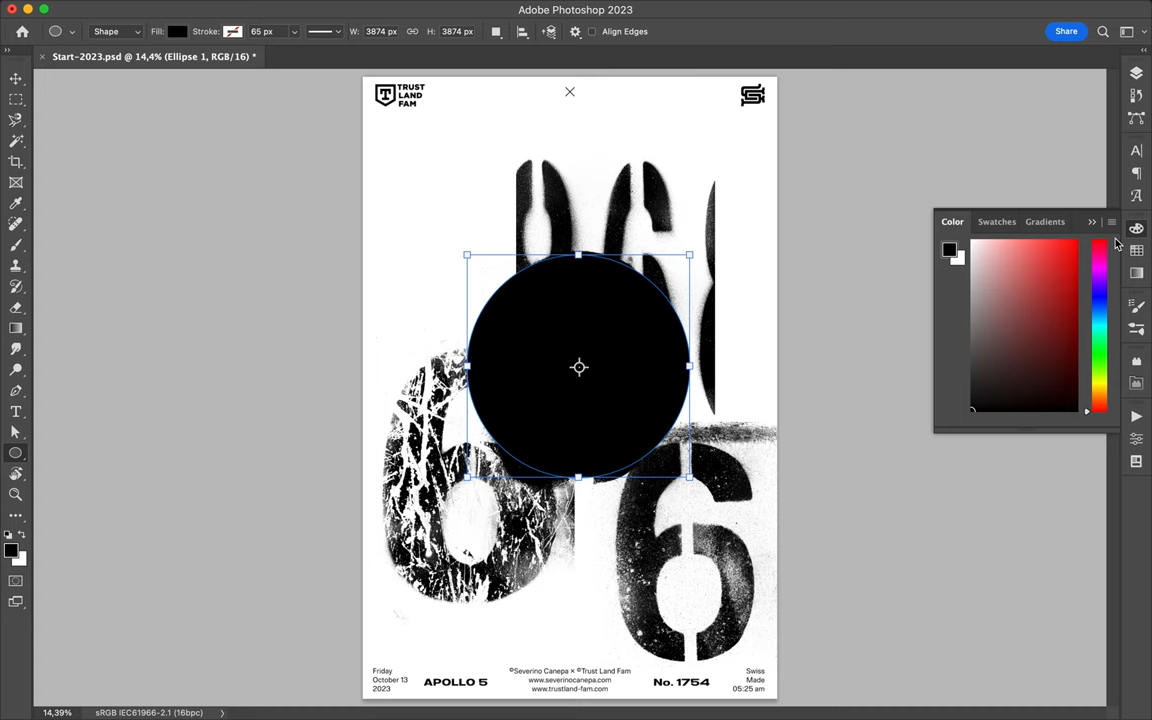 Adobe Photoshop 2023
Shape Fill: Stroke: 65 px W: 3874 px H: 3874 px Align Edges Share
Start-2023.psd @ 14,4% (Ellipse 1, RGB/16) *
TRUST
LAND
FAM
Color Swatches Gradients
6
6
Friday
October 13
2023
APOLLO 5
©Severino Canepa × ©Trust Land Fam
www.severinocanepa.com
www.trustland-fam.com
No. 1754
Swiss
Made
05:25 am
14,39% sRGB IEC61966-2.1 (16bpc)